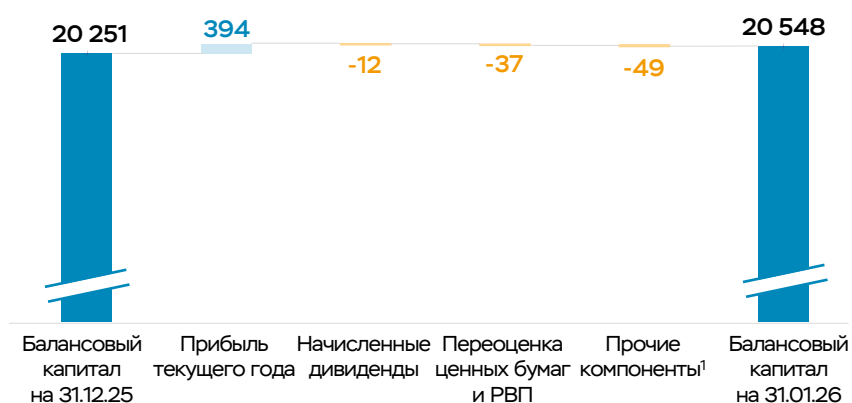 20 251
394
-12
-37
-49
20 548
Балансовый
капитал
на 31.12.25
Прибыль
текущего года
Начисленные
дивиденды
Переоценка
ценных бумаг
и РВП
Прочие
компоненты¹
Балансовый
капитал
на 31.01.26